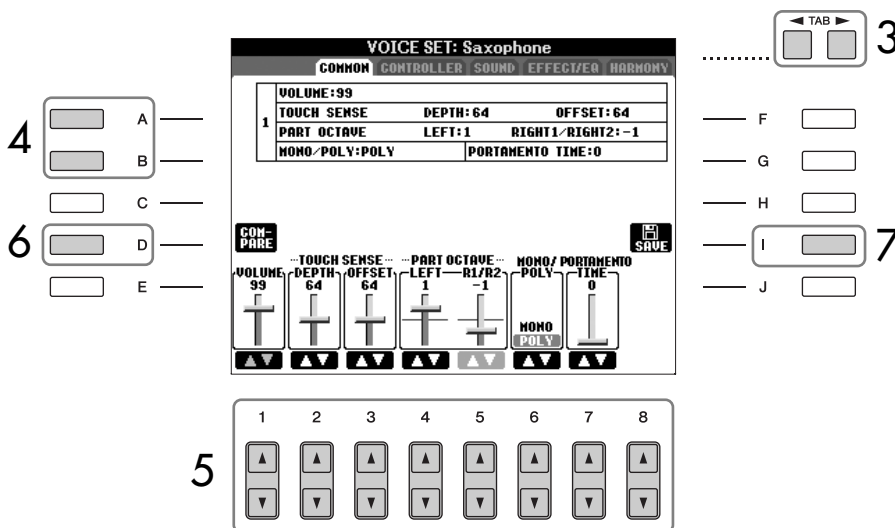 ◄ TAB ►
3
VOICE SET: Saxophone
COMMON CONTROLLER SOUND EFFECT/EQ HARMONY
VOLUME:99
1
TOUCH SENSE DEPTH:64 OFFSET:64
PART OCTAVE LEFT:1 RIGHT1/RIGHT2:-1
MONO/POLY:POLY PORTAMENTO TIME:0
4
A
B
C
6
D
E
F
G
H
I
7
J
COM-
PARE
SAVE
TOUCH SENSE PART OCTAVE MONO/ PORTAMENTO
VOLUME DEPTH OFFSET LEFT R1/R2 POLY TIME
99 64 64 1 -1 0
MONO
POLY
1 2 3 4 5 6 7 8
5